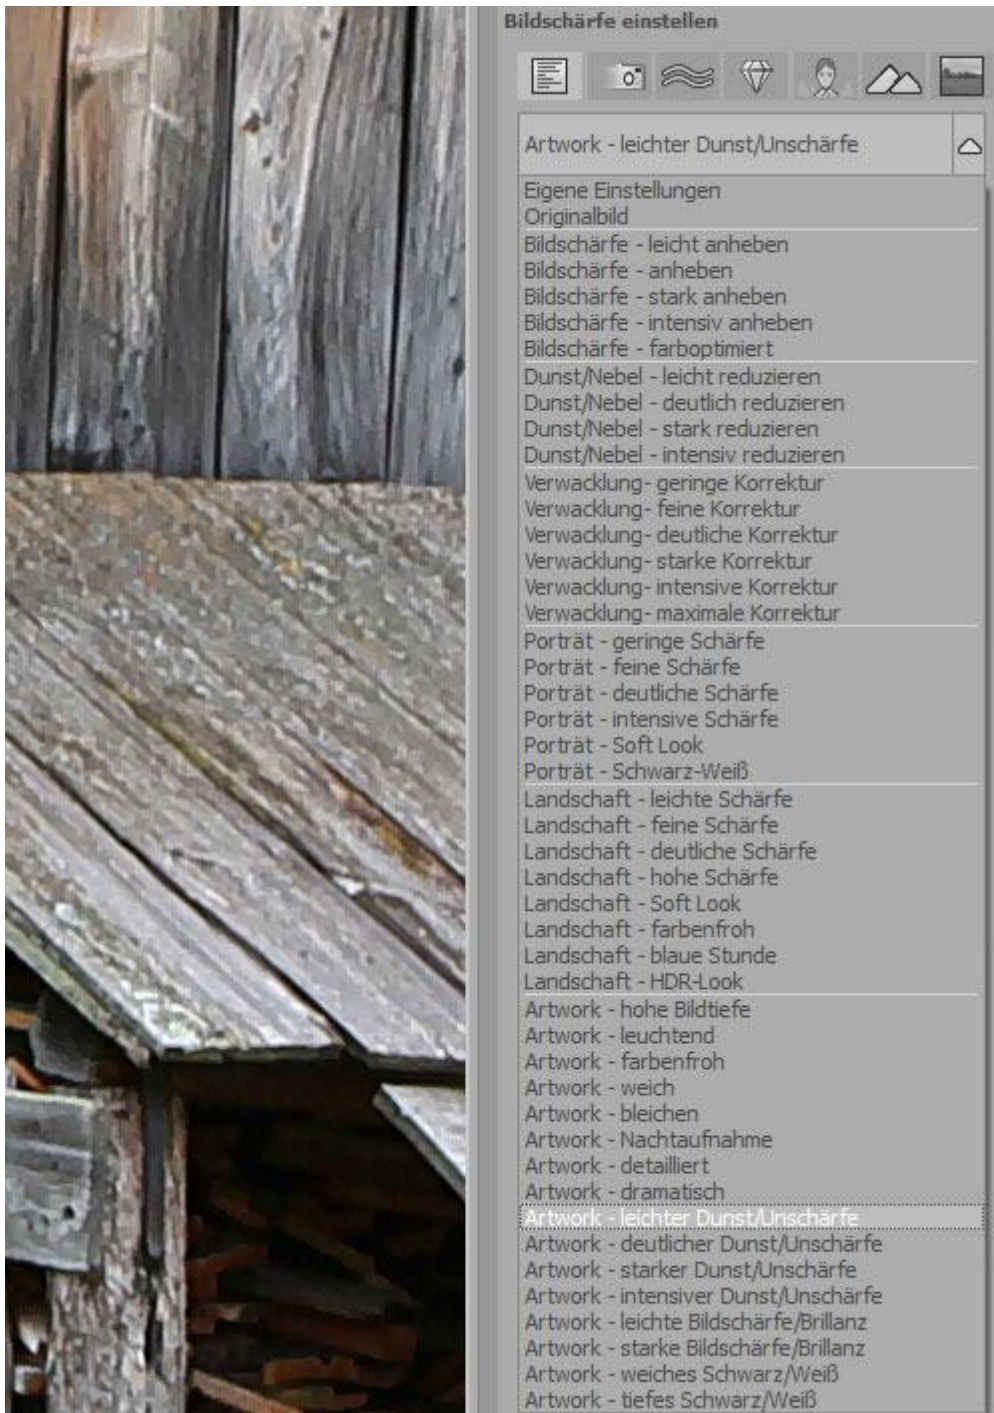 Bildschärfe einstellen
Artwork - leichter Dunst/Unschärfe
Eigene Einstellungen
Originalbild
Bildschärfe - leicht anheben
Bildschärfe - anheben
Bildschärfe - stark anheben
Bildschärfe - intensiv anheben
Bildschärfe - farboptimiert
Dunst/Nebel - leicht reduzieren
Dunst/Nebel - deutlich reduzieren
Dunst/Nebel - stark reduzieren
Dunst/Nebel - intensiv reduzieren
Verwacklung- geringe Korrektur
Verwacklung- feine Korrektur
Verwacklung- deutliche Korrektur
Verwacklung- starke Korrektur
Verwacklung- intensive Korrektur
Verwacklung- maximale Korrektur
Porträt - geringe Schärfe
Porträt - feine Schärfe
Porträt - deutliche Schärfe
Porträt - intensive Schärfe
Porträt - Soft Look
Porträt - Schwarz-Weiß
Landschaft - leichte Schärfe
Landschaft - feine Schärfe
Landschaft - deutliche Schärfe
Landschaft - hohe Schärfe
Landschaft - Soft Look
Landschaft - farbenfroh
Landschaft - blaue Stunde
Landschaft - HDR-Look
Artwork - hohe Bildtiefe
Artwork - leuchtend
Artwork - farbenfroh
Artwork - weich
Artwork - bleichen
Artwork - Nachtaufnahme
Artwork - detailliert
Artwork - dramatisch
Artwork - leichter Dunst/Unschärfe
Artwork - deutlicher Dunst/Unschärfe
Artwork - starker Dunst/Unschärfe
Artwork - intensiver Dunst/Unschärfe
Artwork - leichte Bildschärfe/Brillanz
Artwork - starke Bildschärfe/Brillanz
Artwork - weiches Schwarz/Weiß
Artwork - tiefes Schwarz/Weiß